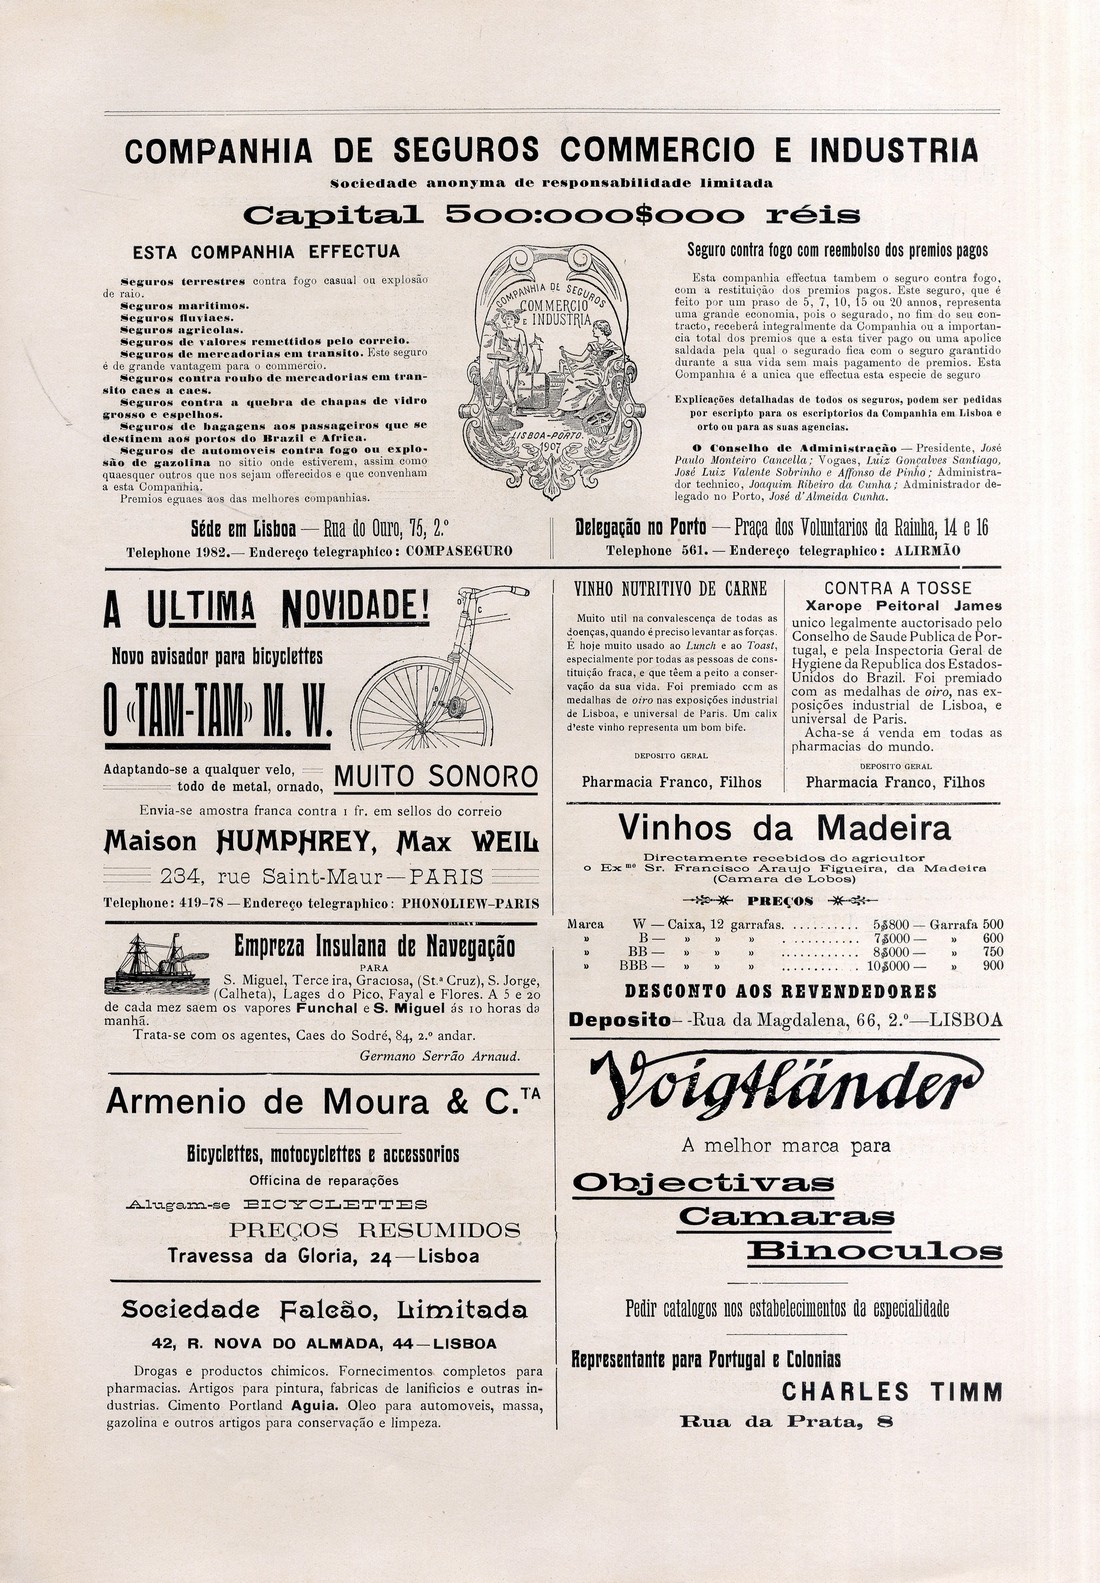 COMPANHIA DE SEGUROS COMMERCIO E INDUSTRIA
Sociedade anonyma de responsabilidade limitada
Capital 500:000$000 réis
ESTA COMPANHIA EFFECTUA
Seguros terrestres contra fogo casual ou explosão
de raio.
Seguros maritimos.
Seguros fluviaes.
Seguros agricolas.
Seguros de valores remettidos pelo correio.
Seguros de mercadorias em transito. Este seguro
é de grande vantagem para o commercio.
Seguros contra roubo de mercadorias em tran-
sito caes a caes.
Seguros contra a quebra de chapas de vidro
grosso e espelhos.
Seguros de bagagens aos passageiros que se
destinem aos portos do Brazil e Africa.
Seguros de automoveis contra fogo ou explo-
são de gazolina no sitio onde estiverem, assim como
quaesquer outros que nos sejam offerecidos e que convenham
a esta Companhia.
Premios eguaes aos das melhores companhias.
COMPANHIA DE SEGUROS
COMMERCIO
E INDUSTRIA
LISBOA-PORTO.
1907
Seguro contra fogo com reembolso dos premios pagos
Esta companhia effectua tambem o seguro contra fogo,
com a restituição dos premios pagos. Este seguro, que é
feito por um praso de 5, 7, 10, 15 ou 20 annos, representa
uma grande economia, pois o segurado, no fim do seu con-
tracto, receberá integralmente da Companhia ou a importan-
cia total dos premios que a esta tiver pago ou uma apolice
saldada pela qual o segurado fica com o seguro garantido
durante a sua vida sem mais pagamento de premios. Esta
Companhia é a unica que effectua esta especie de seguro
Explicações detalhadas de todos os seguros, podem ser pedidas
por escripto para os escriptorios da Companhia em Lisboa e
orto ou para as suas agencias.
O Conselho de Administração — Presidente, José
Paulo Monteiro Cancella; Vogaes, Luiz Gonçalves Santiago,
José Luiz Valente Sobrinho e Affonso de Pinho; Administra-
dor technico, Joaquim Ribeiro da Cunha; Administrador de-
legado no Porto, José d'Almeida Cunha.
Séde em Lisboa — Rua do Ouro, 75, 2.º
Telephone 1982.— Endereço telegraphico: COMPASEGURO
Delegação no Porto — Praça dos Voluntarios da Rainha, 14 e 16
Telephone 561. — Endereço telegraphico: ALIRMÃO
A ULTIMA NOVIDADE!
Novo avisador para bicyclettes
O «TAM-TAM» M. W.
Adaptando-se a qualquer velo,
todo de metal, ornado,
MUITO SONORO
Envia-se amostra franca contra 1 fr. em sellos do correio
Maison HUMPHREY, Max WEIL
234, rue Saint-Maur — PARIS
Telephone: 419-78 — Endereço telegraphico: PHONOLIEW-PARIS
Empreza Insulana de Navegação
PARA
S. Miguel, Terceira, Graciosa, (St.ª Cruz), S. Jorge,
(Calheta), Lages do Pico, Fayal e Flores. A 5 e 20
de cada mez saem os vapores Funchal e S. Miguel ás 10 horas da
manhã.
Trata-se com os agentes, Caes do Sodré, 84, 2.º andar.
Germano Serrão Arnaud.
Armenio de Moura & C.TA
Bicyclettes, motocyclettes e accessorios
Officina de reparações
Alugam-se BICYCLETTES
PREÇOS RESUMIDOS
Travessa da Gloria, 24 — Lisboa
Sociedade Falcão, Limitada
42, R. NOVA DO ALMADA, 44 — LISBOA
Drogas e productos chimicos. Fornecimentos completos para
pharmacias. Artigos para pintura, fabricas de lanificios e outras in-
dustrias. Cimento Portland Aguia. Oleo para automoveis, massa,
gazolina e outros artigos para conservação e limpeza.
VINHO NUTRITIVO DE CARNE
Muito util na convalescença de todas as
doenças, quando é preciso levantar as forças.
É hoje muito usado ao Lunch e ao Toast,
especialmente por todas as pessoas de cons-
tituição fraca, e que têem a peito a conser-
vação da sua vida. Foi premiado com as
medalhas de oiro nas exposições industrial
de Lisboa, e universal de Paris. Um calix
d'este vinho representa um bom bife.
DEPOSITO GERAL
Pharmacia Franco, Filhos
CONTRA A TOSSE
Xarope Peitoral James
unico legalmente auctorisado pelo
Conselho de Saude Publica de Por-
tugal, e pela Inspectoria Geral de
Hygiene da Republica dos Estados-
Unidos do Brazil. Foi premiado
com as medalhas de oiro, nas ex-
posições industrial de Lisboa, e
universal de Paris.
Acha-se á venda em todas as
pharmacias do mundo.
DEPOSITO GERAL
Pharmacia Franco, Filhos
Vinhos da Madeira
Directamente recebidos do agricultor
o Ex.mo Sr. Francisco Araujo Figueira, da Madeira
(Camara de Lobos)
PREÇOS
Marca W — Caixa, 12 garrafas. .......... 5$800 — Garrafa 500
» B — » » » . .......... 7$000 — » 600
» BB — » » » ........... 8$000 — » 750
» BBB — » » » ........... 10$000 — » 900
DESCONTO AOS REVENDEDORES
Deposito — Rua da Magdalena, 66, 2.º — LISBOA
Voigtländer
A melhor marca para
Objectivas
Camaras
Binoculos
Pedir catalogos nos estabelecimentos da especialidade
Representante para Portugal e Colonias
CHARLES TIMM
Rua da Prata, 8